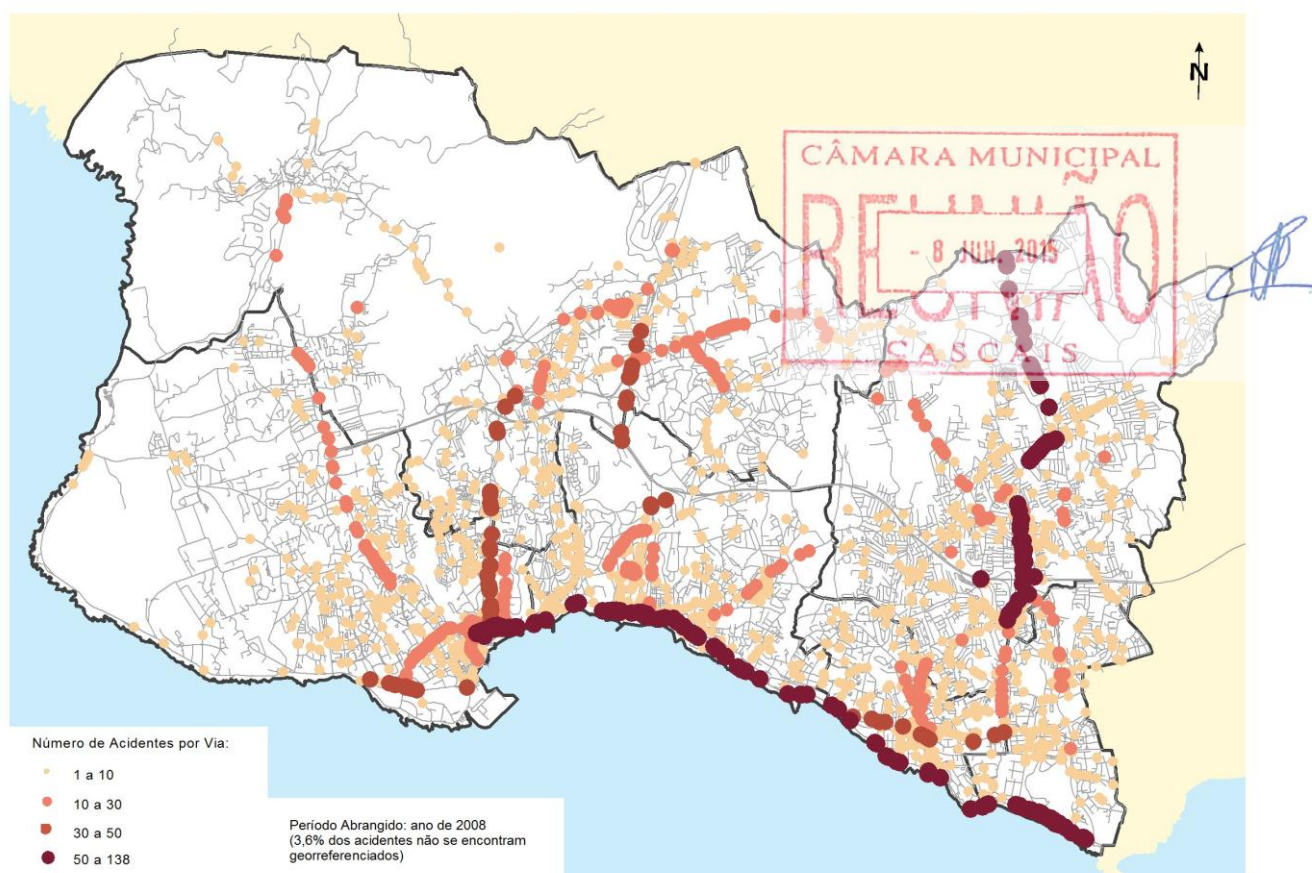 N
CÂMARA MUNICIPAL
REUNIÃO
- 8 JUN. 2015
CASCAIS
Número de Acidentes por Via:
1 a 10
10 a 30
30 a 50
50 a 138
Período Abrangido: ano de 2008
(3,6% dos acidentes não se encontram
georreferenciados)